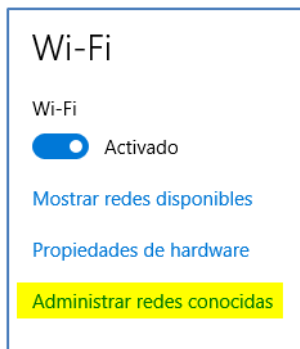 Wi-Fi
Wi-Fi
Activado
Mostrar redes disponibles
Propiedades de hardware
Administrar redes conocidas